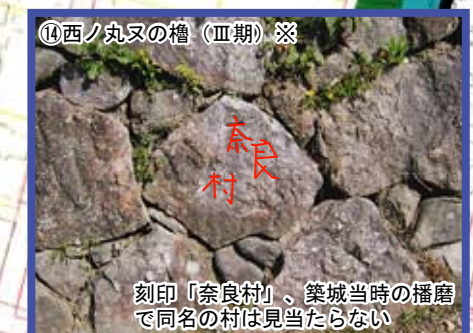 ⑭西ノ丸ヌの櫓（Ⅲ期）※
奈良
村
刻印「奈良村」、築城当時の播磨
で同名の村は見当たらない